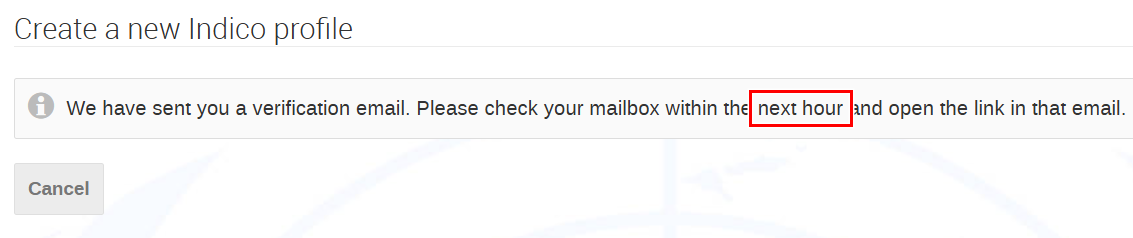 Create a new Indico profile
We have sent you a verification email. Please check your mailbox within the next hour and open the link in that email.
Cancel